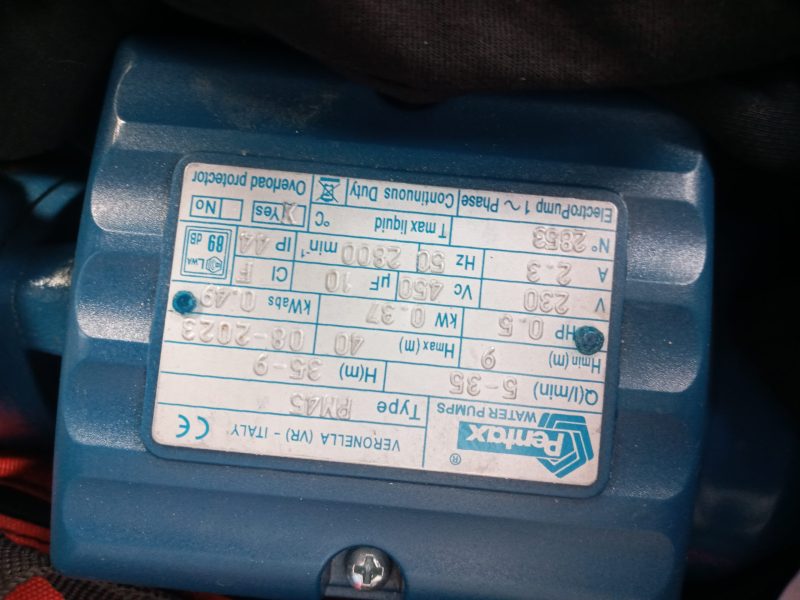 Pentax ®
WATER PUMPS
VERONELLA (VR) - ITALY CE
Type PM45
Q(l/min) 5-35 H(m) 35-9
Hmin (m) 9 Hmax (m) 40 08-2023
HP 0.5 kW 0.37 kWabs 0.49
V 230 Vc 450 µF 10 Cl F
A 2.3 Hz 50 2800 min⁻¹ IP 44
LWA 89 dB
N° 2853 T max liquid °C X Yes No
ElectroPump 1 ~ Phase Continuous Duty Overload protector